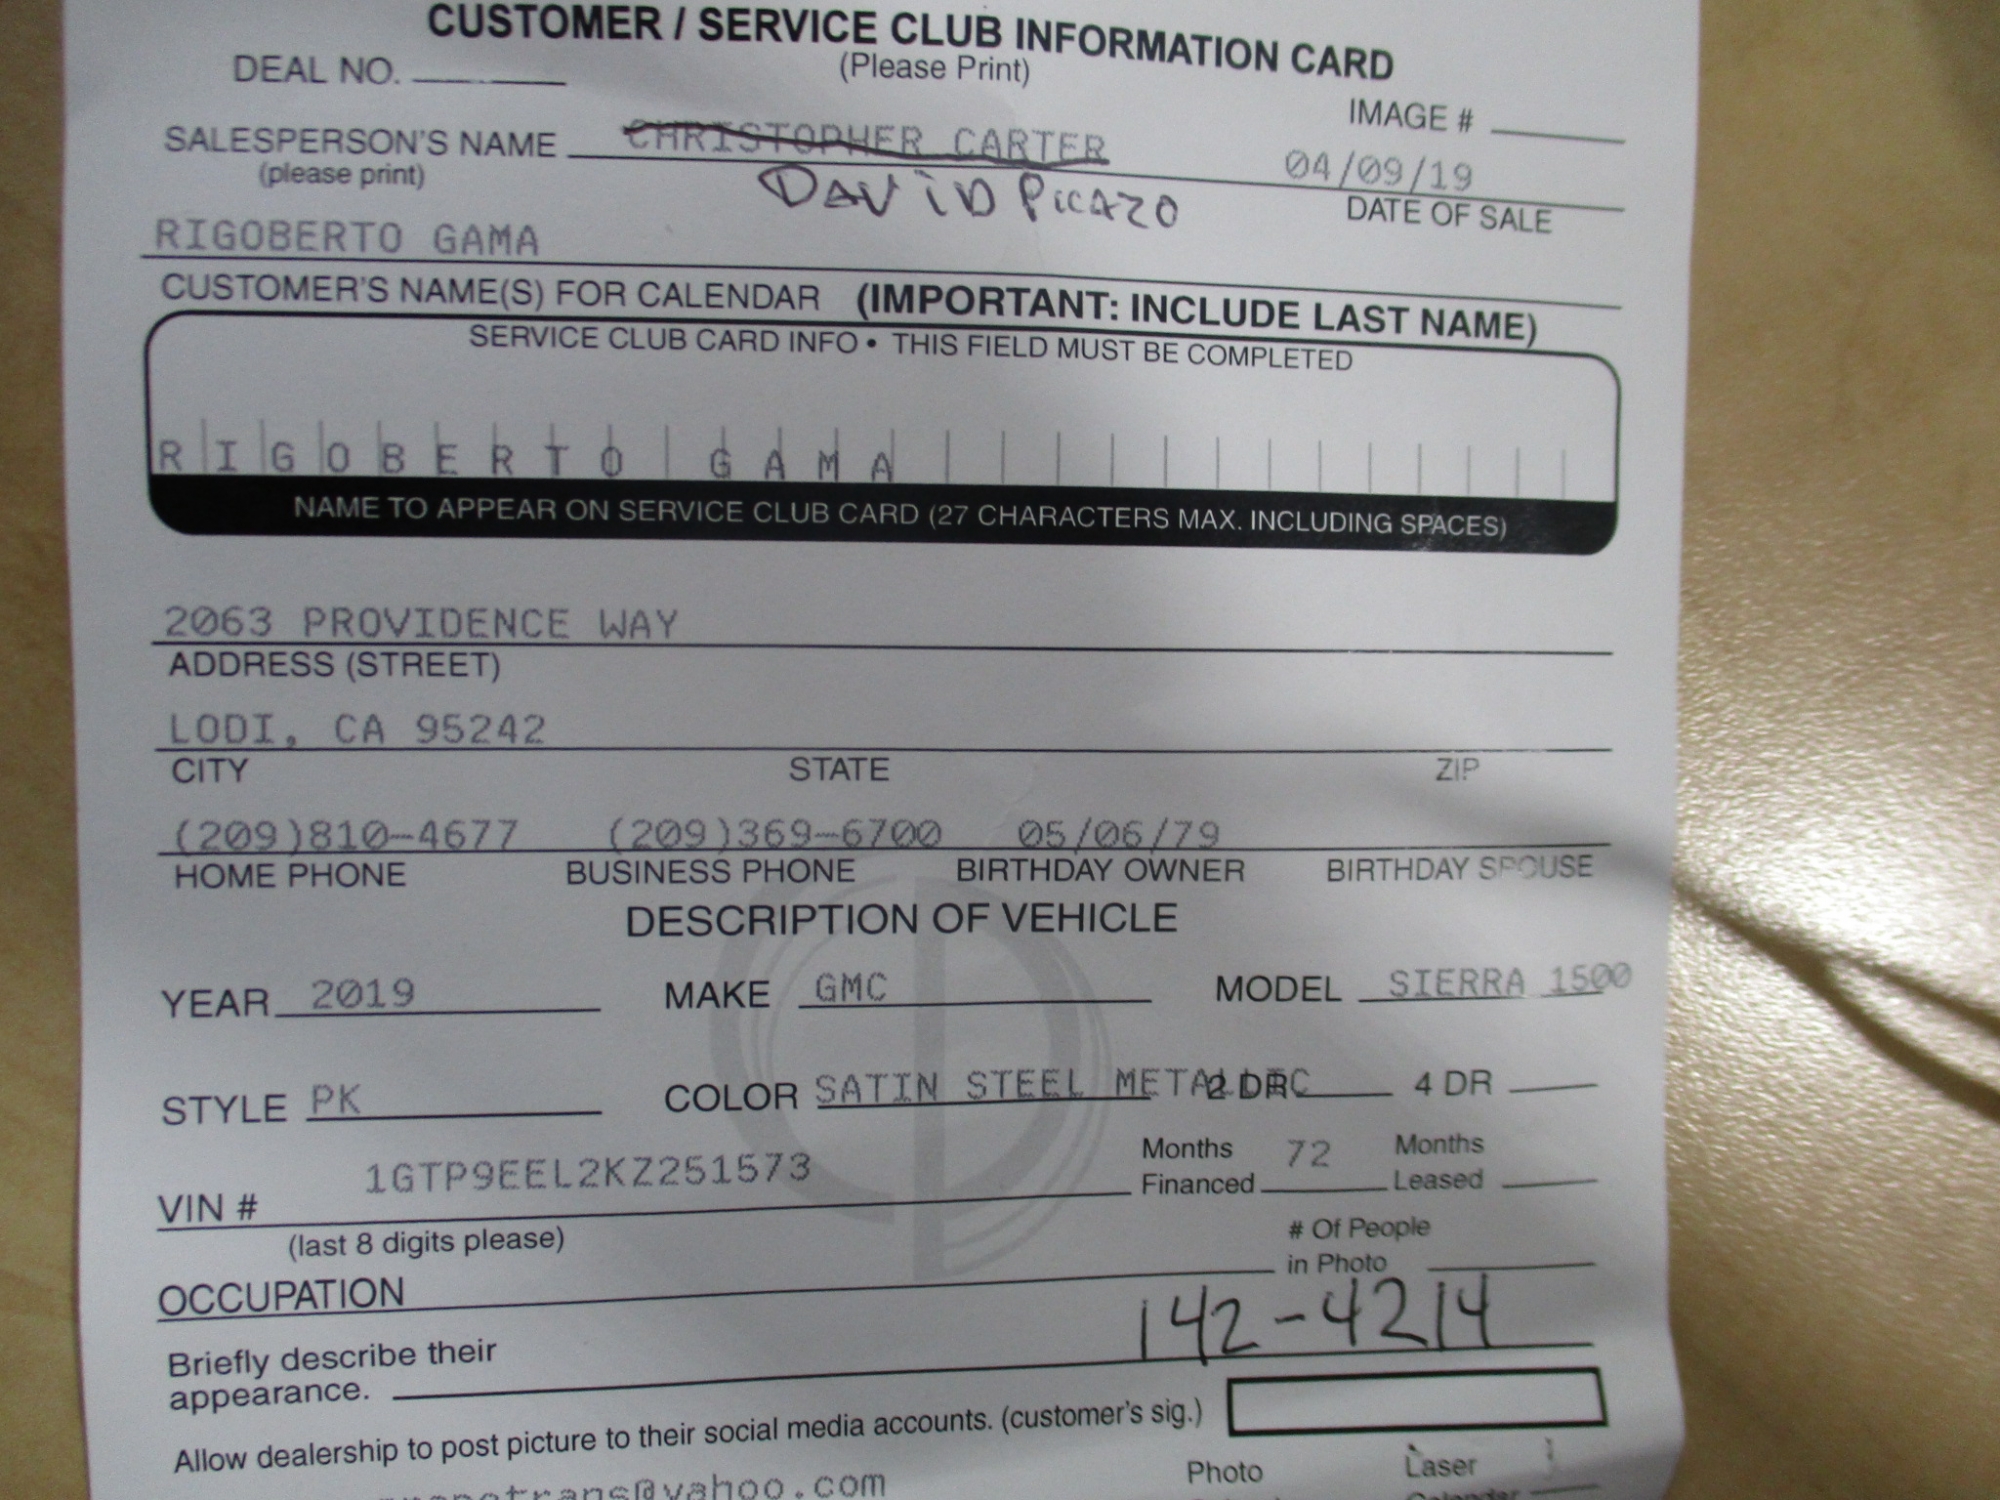 CUSTOMER / SERVICE CLUB INFORMATION CARD
DEAL NO. (Please Print)
IMAGE #
SALESPERSON'S NAME CHRISTOPHER CARTER
(please print) DAViD PiCAZO
04/09/19
DATE OF SALE
RIGOBERTO GAMA
CUSTOMER'S NAME(S) FOR CALENDAR (IMPORTANT: INCLUDE LAST NAME)
SERVICE CLUB CARD INFO • THIS FIELD MUST BE COMPLETED
RIGOBERTO GAMA
NAME TO APPEAR ON SERVICE CLUB CARD (27 CHARACTERS MAX. INCLUDING SPACES)
2063 PROVIDENCE WAY
ADDRESS (STREET)
LODI, CA 95242
CITY STATE ZIP
(209)810-4677 (209)369-6700 05/06/79
HOME PHONE BUSINESS PHONE BIRTHDAY OWNER BIRTHDAY SPOUSE
DESCRIPTION OF VEHICLE
YEAR 2019 MAKE GMC MODEL SIERRA 1500
STYLE PK COLOR SATIN STEEL METALLIC 2 DR 4 DR
VIN # 1GTP9EEL2KZ251573
(last 8 digits please)
Months Financed 72 Months Leased
# Of People in Photo
OCCUPATION
142-4214
Briefly describe their
appearance.
Allow dealership to post picture to their social media accounts. (customer's sig.)
@yahoo.com
Photo Laser